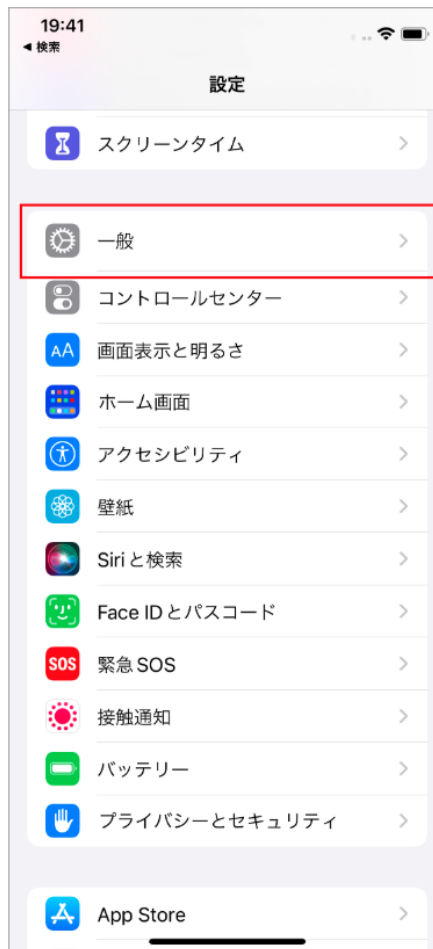 19:41
◀ 検索
設定
スクリーンタイム
一般
コントロールセンター
AA 画面表示と明るさ
ホーム画面
アクセシビリティ
壁紙
Siriと検索
Face IDとパスコード
SOS 緊急SOS
接触通知
バッテリー
プライバシーとセキュリティ
App Store